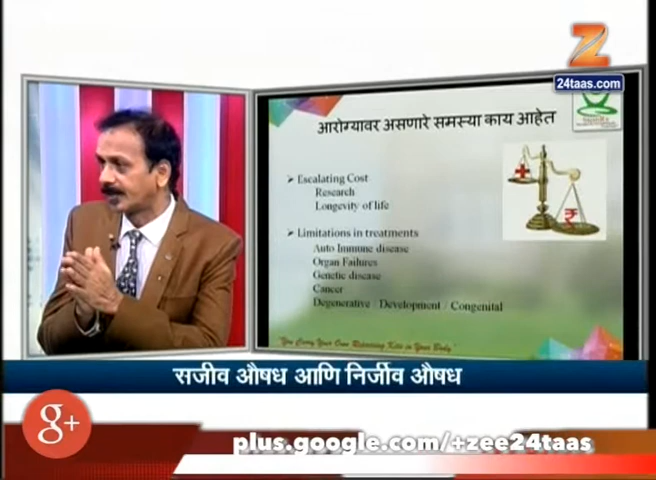 24taas.com
आरोग्यावर असणारे समस्या काय आहेत
➢ Escalating Cost
Research
Longevity of life
➢ Limitations in treatments
Auto Immune disease
Organ Failures
Genetic disease
Cancer
Degenerative / Development / Congenital
"You Carry Your Own Repairing Kits in Your Body"
सजीव औषध आणि निर्जीव औषध
g+
plus.google.com/+zee24taas